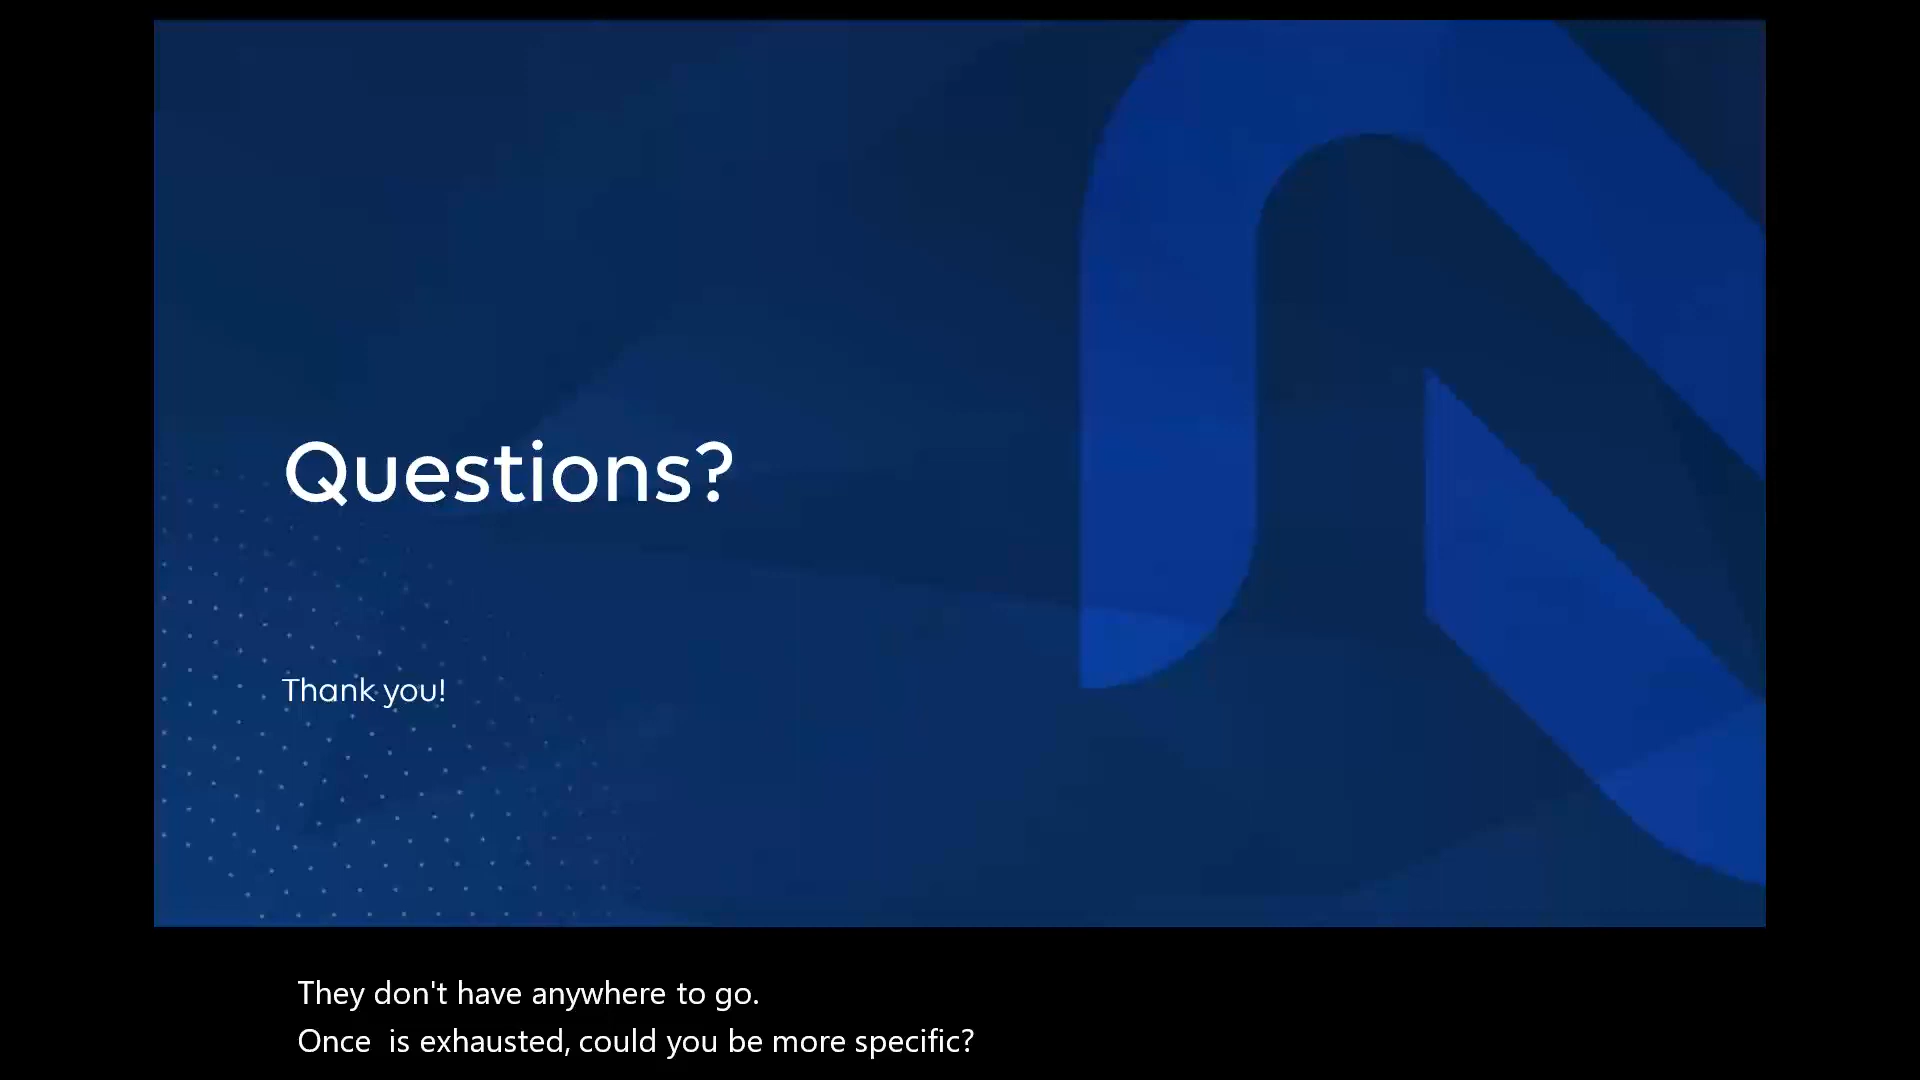 Questions?
Thank you!
They don't have anywhere to go.
Once  is exhausted, could you be more specific?